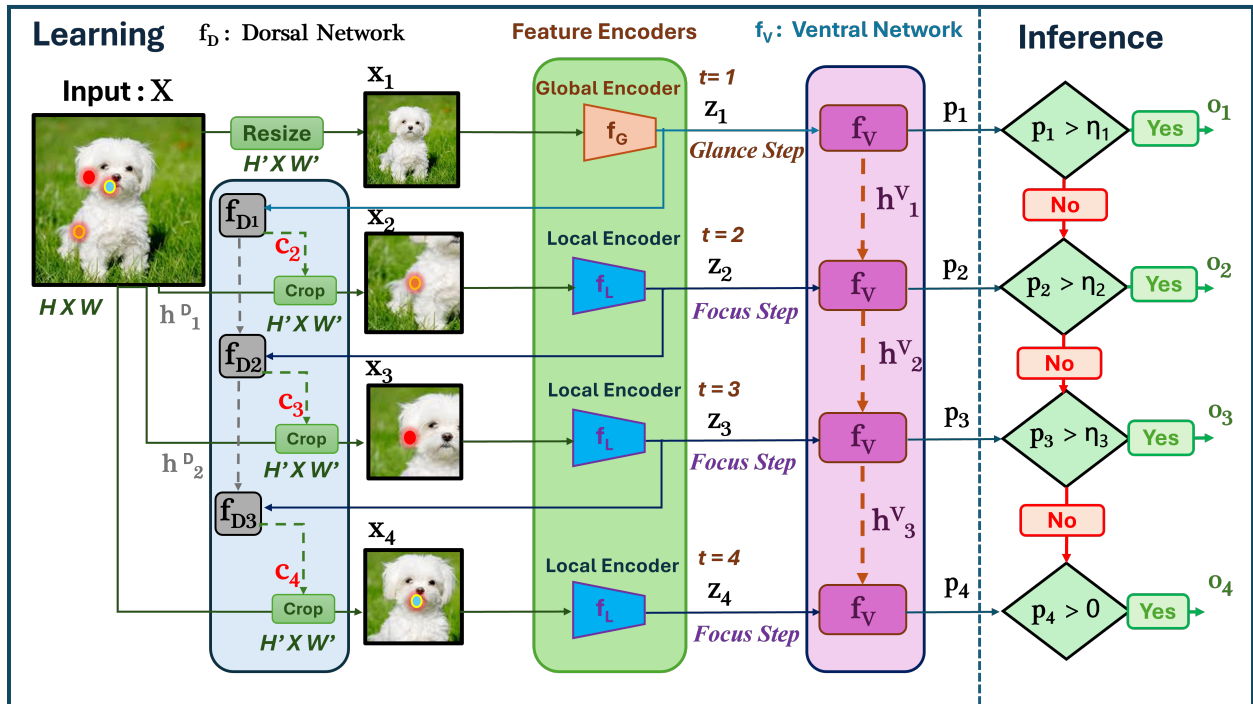 Learning
f_D : Dorsal Network
Feature Encoders
f_V : Ventral Network
Inference
Input : X
H X W
Resize
H' X W'
x_1
Global Encoder
f_G
t = 1
z_1
Glance Step
f_V
p_1
p_1 > η_1
Yes
o_1
No
h^V_1
f_D1
c_2
Crop
H' X W'
h^D_1
x_2
Local Encoder
f_L
t = 2
z_2
Focus Step
f_V
p_2
p_2 > η_2
Yes
o_2
No
h^V_2
f_D2
c_3
Crop
H' X W'
h^D_2
x_3
Local Encoder
f_L
t = 3
z_3
Focus Step
f_V
p_3
p_3 > η_3
Yes
o_3
No
h^V_3
f_D3
c_4
Crop
H' X W'
x_4
Local Encoder
f_L
t = 4
z_4
Focus Step
f_V
p_4
p_4 > 0
Yes
o_4